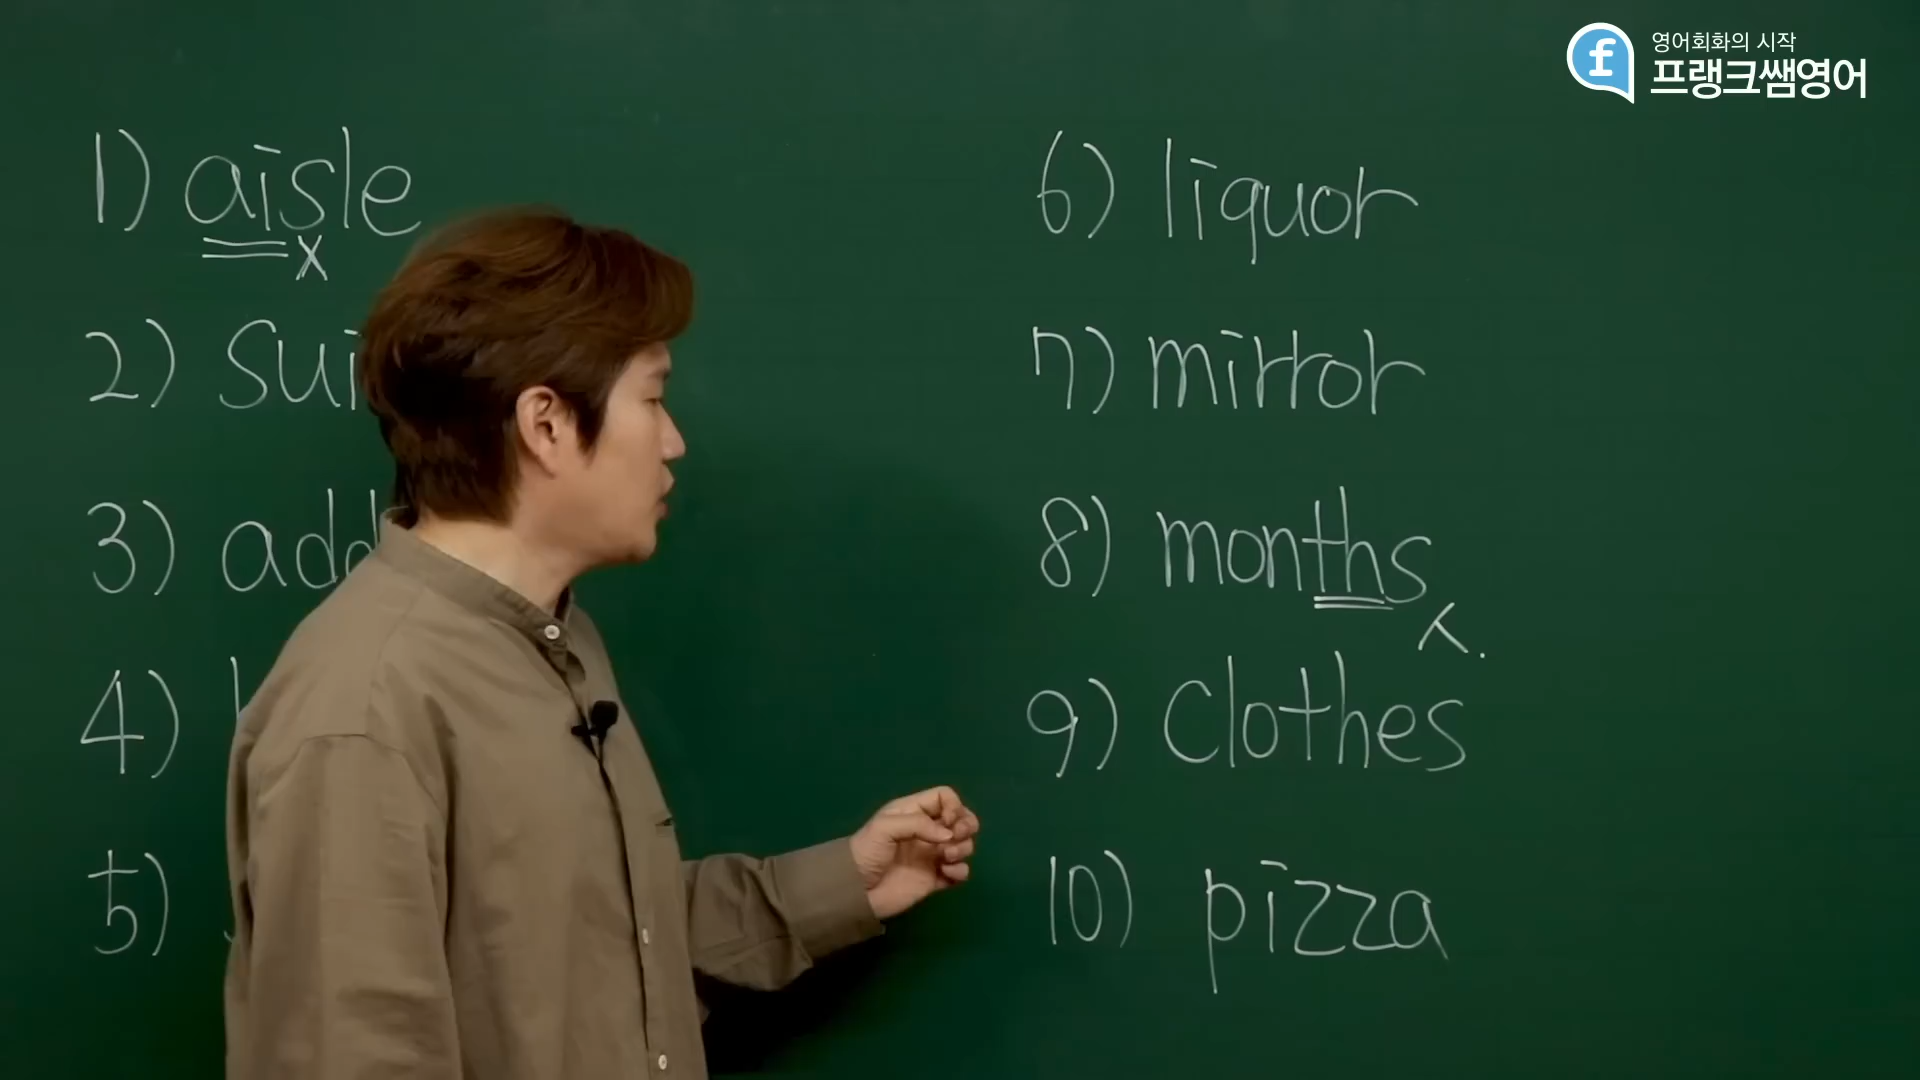 영어회화의 시작
프랭크쌤영어
1) aisle
x
2) sui
3) add
4)
5)
6) liquor
7) mirror
8) months
9) clothes
10) pizza